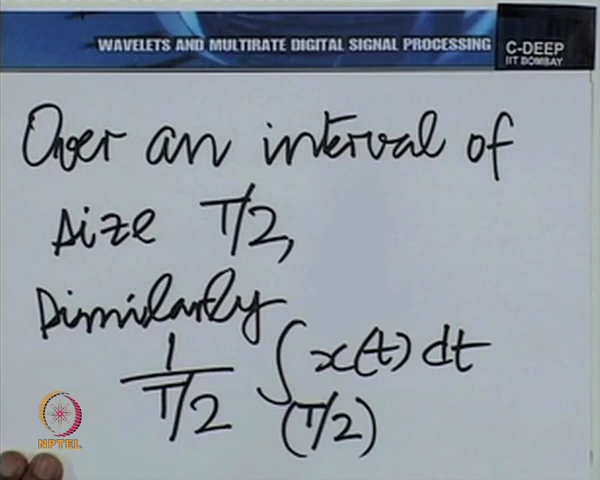 WAVELETS AND MULTIRATE DIGITAL SIGNAL PROCESSING
C-DEEP
IIT BOMBAY
Over an interval of
size T/2,
Similarly
1/(T/2) ∫(T/2) x(t) dt
NPTEL